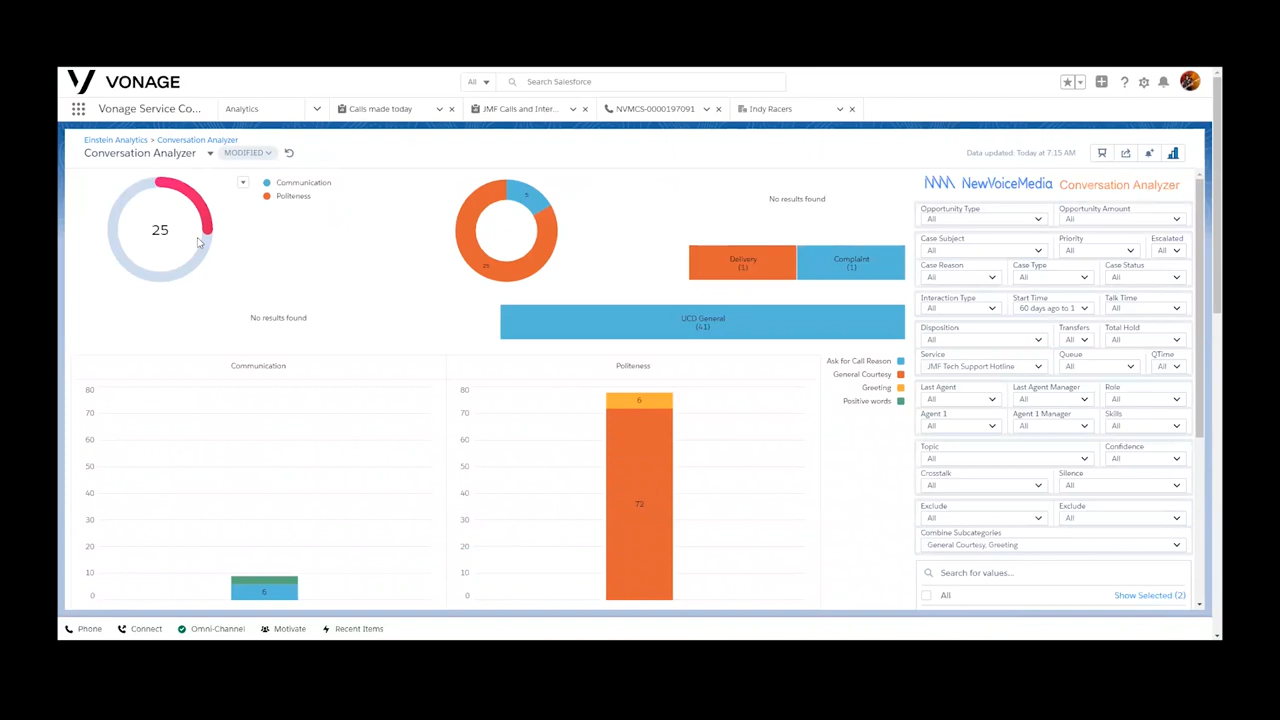 VONAGE
All
Search Salesforce
Vonage Service Co...
Analytics
Calls made today
JMF Calls and Inter...
NVMCS-0000197091
Indy Racers
Einstein Analytics > Conversation Analyzer
Conversation Analyzer
MODIFIED
Data updated: Today at 7:15 AM
25
Communication
Politeness
5
25
No results found
Delivery
(1)
Complaint
(1)
No results found
UCD General
(41)
Communication
80
70
60
50
40
30
20
10
0
6
Politeness
80
70
60
50
40
30
20
10
0
6
72
Ask for Call Reason
General Courtesy
Greeting
Positive words
NewVoiceMedia Conversation Analyzer
Opportunity Type
All
Opportunity Amount
All
Case Subject
All
Priority
All
Escalated
All
Case Reason
All
Case Type
All
Case Status
All
Interaction Type
All
Start Time
60 days ago to 1
Talk Time
All
Disposition
All
Transfers
All
Total Hold
All
Service
JMF Tech Support Hotline
Queue
All
QTime
All
Last Agent
All
Last Agent Manager
All
Role
All
Agent 1
All
Agent 1 Manager
All
Skills
All
Topic
All
Confidence
All
Crosstalk
All
Silence
All
Exclude
All
Exclude
All
Combine Subcategories
General Courtesy, Greeting
Search for values...
All
Show Selected (2)
Phone
Connect
Omni-Channel
Motivate
Recent Items